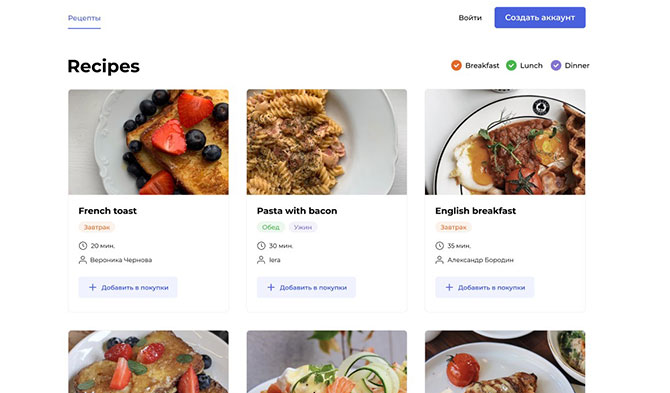 Рецепты
Войти
Создать аккаунт
Recipes
Breakfast
Lunch
Dinner
French toast
Завтрак
20 мин.
Вероника Чернова
Добавить в покупки
Pasta with bacon
Обед
Ужин
30 мин.
lera
Добавить в покупки
English breakfast
Завтрак
35 мин.
Александр Бородин
Добавить в покупки